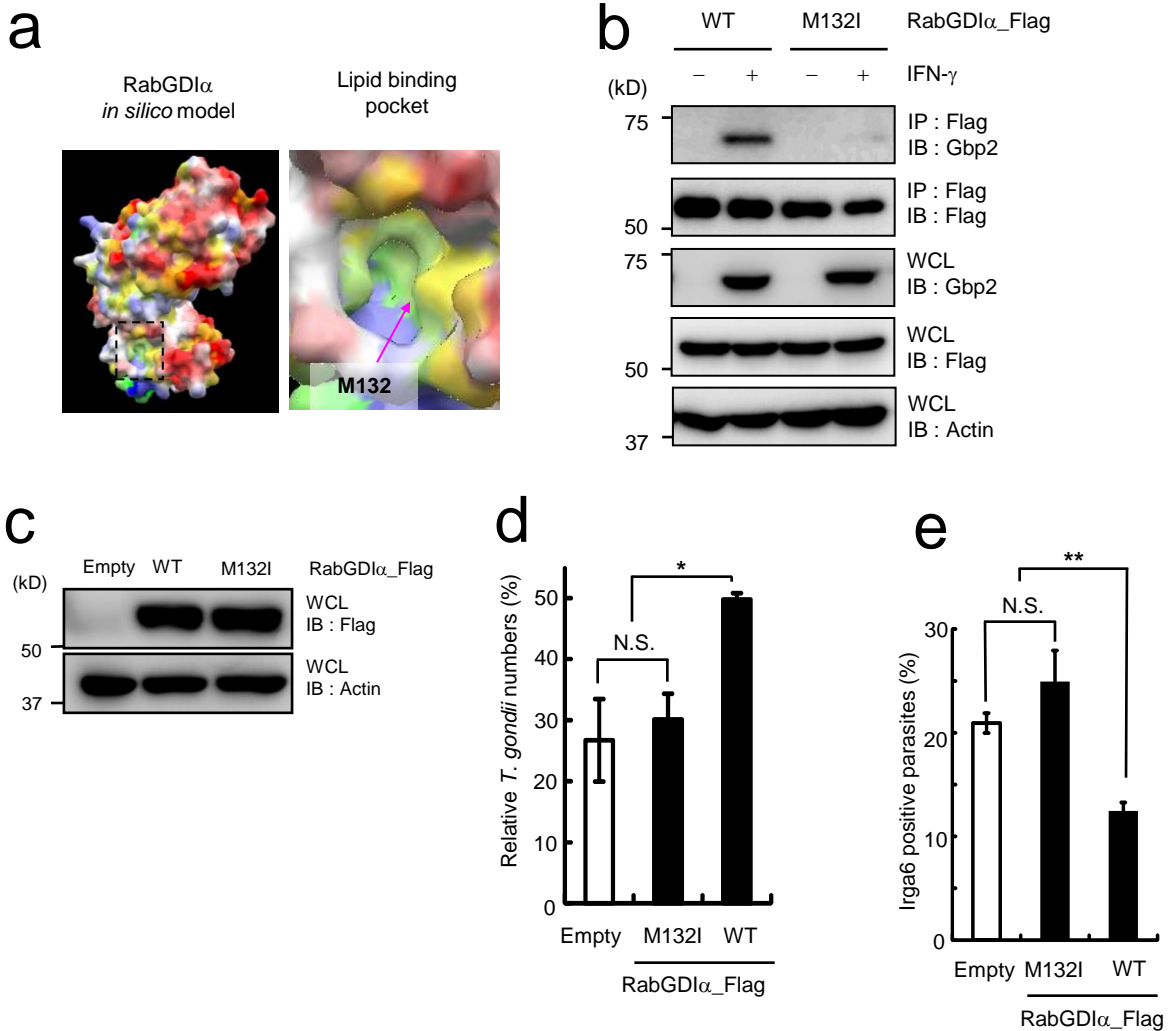 a
RabGDIα
in silico model
Lipid binding
pocket
M132
b
WT M132I RabGDIα_Flag
− + − + IFN-γ
(kD)
75
IP : Flag
IB : Gbp2
IP : Flag
IB : Flag
50
75
WCL
IB : Gbp2
WCL
IB : Flag
50
WCL
IB : Actin
37
c
Empty WT M132I RabGDIα_Flag
(kD)
WCL
IB : Flag
50
WCL
IB : Actin
37
d
Relative T. gondii numbers (%)
*
N.S.
50
40
30
20
10
0
Empty M132I WT
RabGDIα_Flag
e
Irga6 positive parasites (%)
**
N.S.
30
20
10
0
Empty M132I WT
RabGDIα_Flag